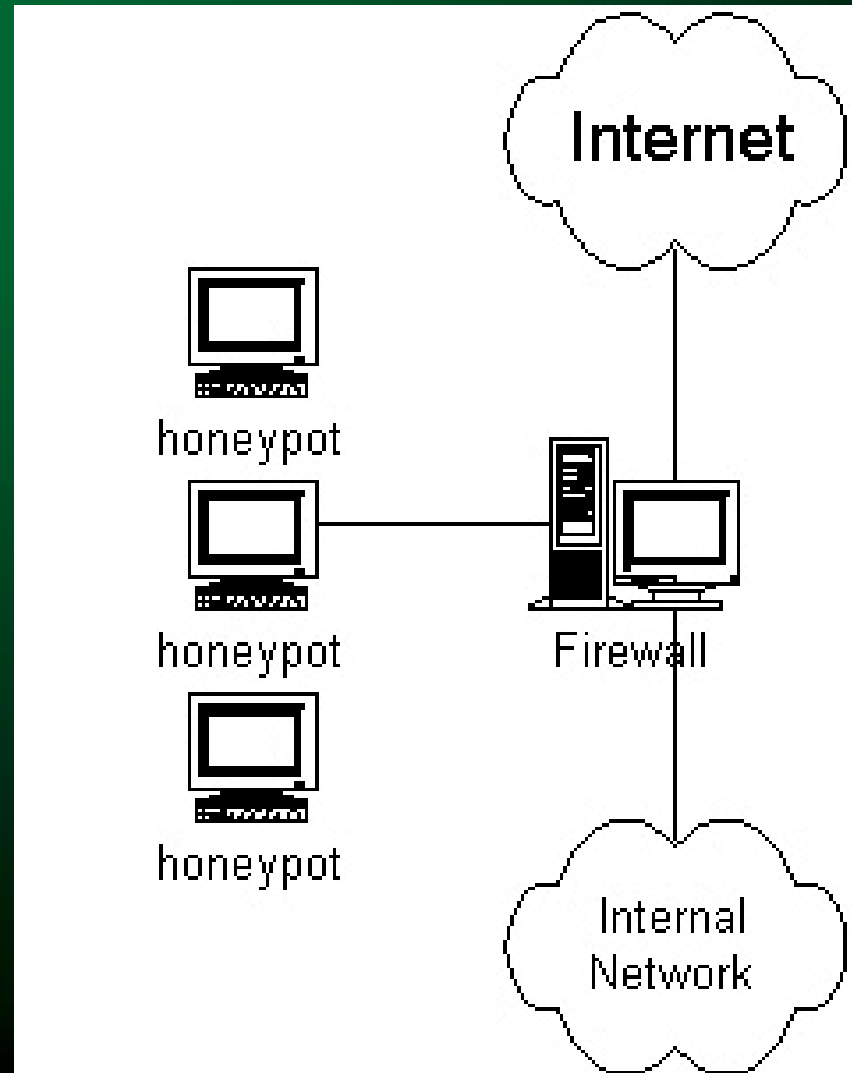 Internet
honeypot
honeypot
Firewall
honeypot
Internal
Network